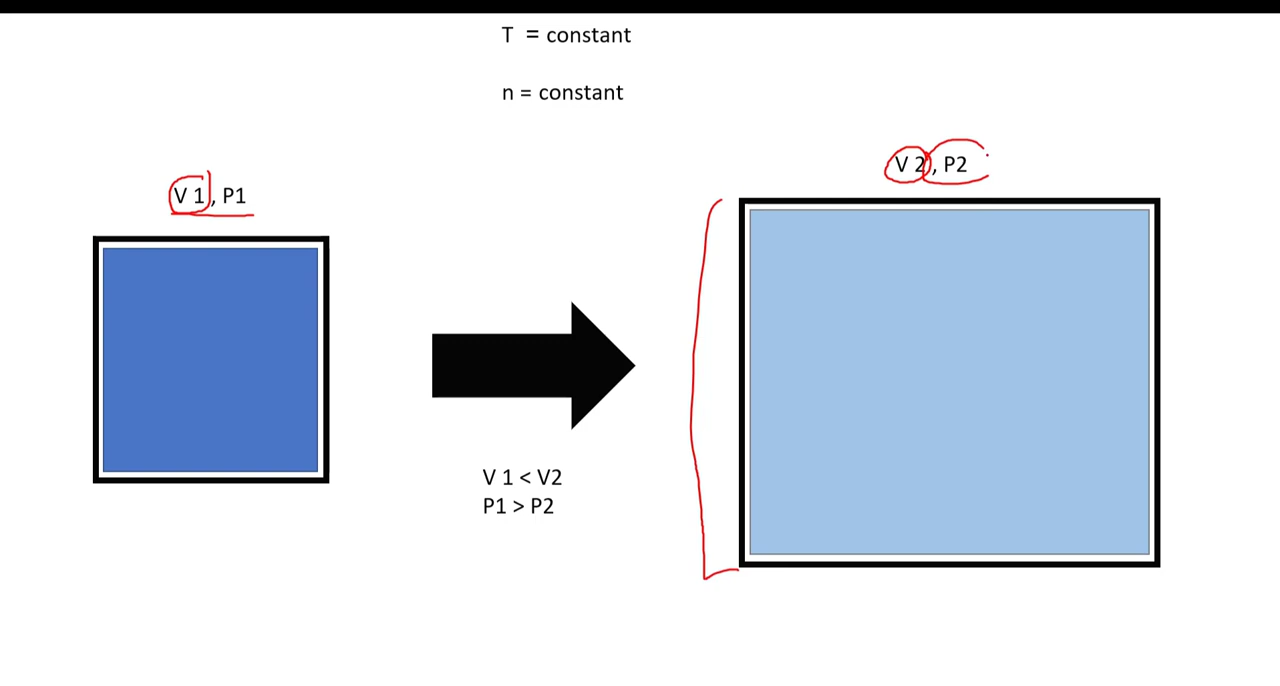 T = constant
n = constant
V 1, P1
V 2, P2
V 1 < V2
P1 > P2